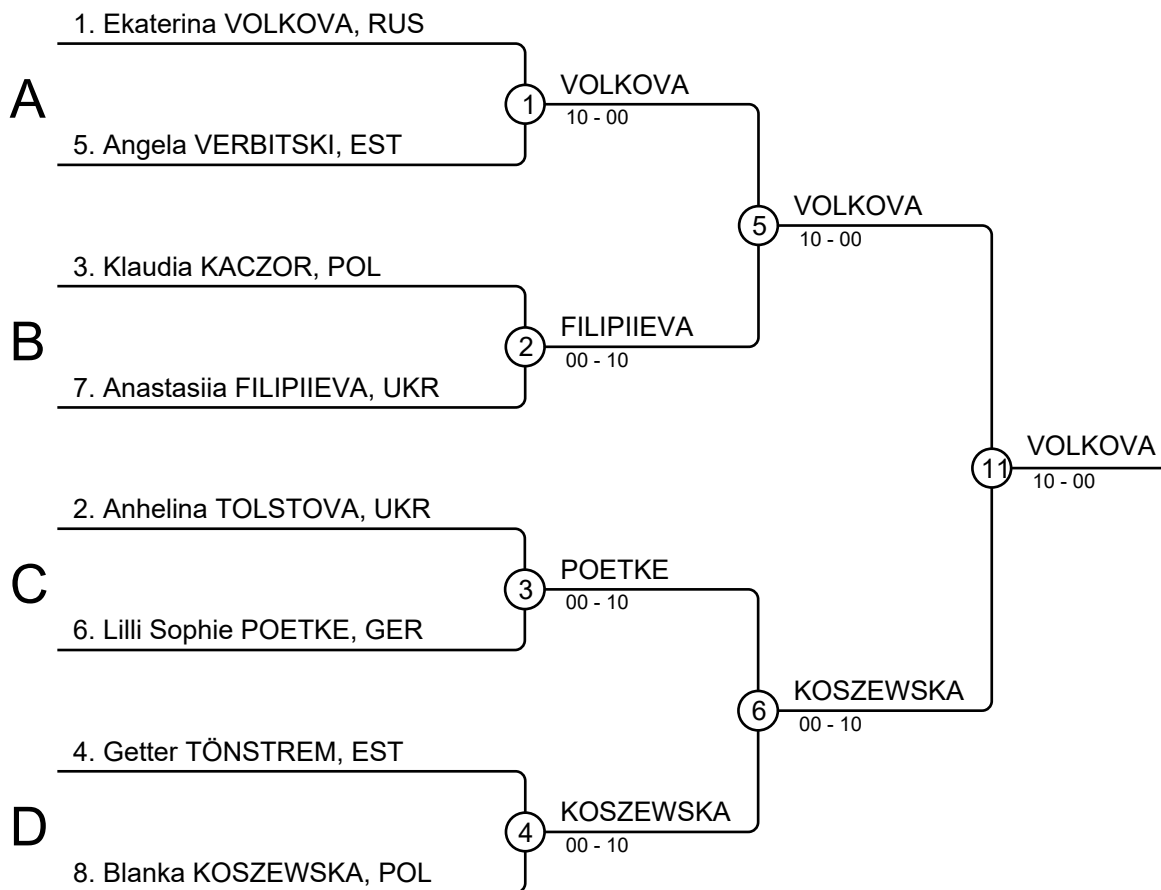 1. Ekaterina VOLKOVA, RUS
A
1
VOLKOVA
10 - 00
5. Angela VERBITSKI, EST
5
VOLKOVA
10 - 00
3. Klaudia KACZOR, POL
B
2
FILIPIIEVA
00 - 10
7. Anastasiia FILIPIIEVA, UKR
11
VOLKOVA
10 - 00
2. Anhelina TOLSTOVA, UKR
C
3
POETKE
00 - 10
6. Lilli Sophie POETKE, GER
6
KOSZEWSKA
00 - 10
4. Getter TÖNSTREM, EST
D
4
KOSZEWSKA
00 - 10
8. Blanka KOSZEWSKA, POL